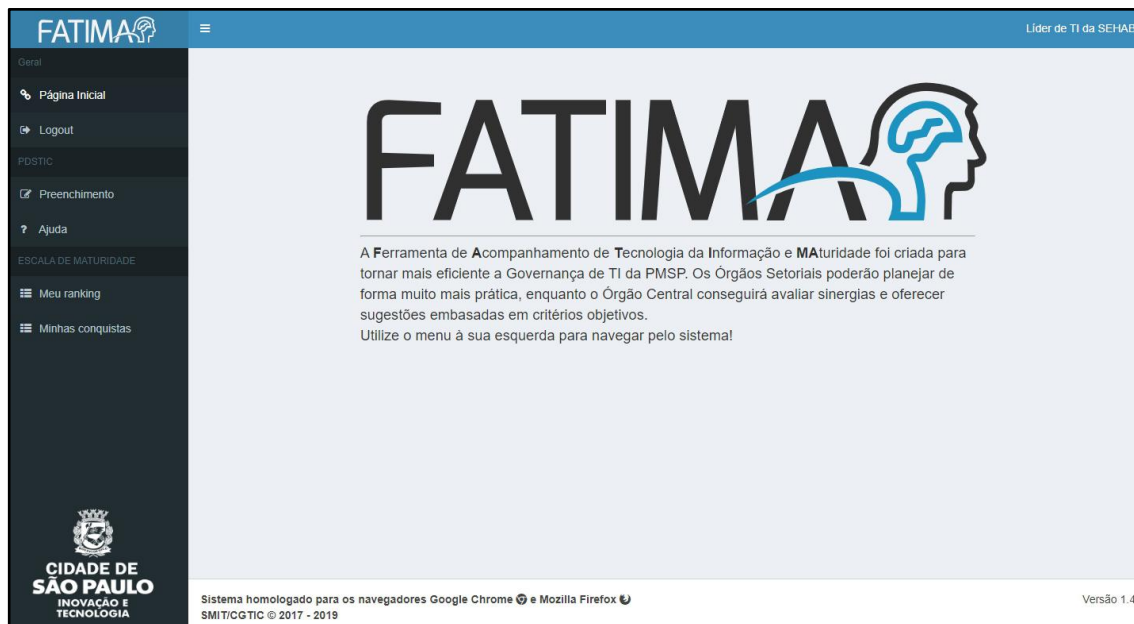 FATIMA
Líder de TI da SEHAB
Geral
Página Inicial
Logout
PDSTIC
Preenchimento
? Ajuda
ESCALA DE MATURIDADE
Meu ranking
Minhas conquistas
CIDADE DE
SÃO PAULO
INOVAÇÃO E
TECNOLOGIA
FATIMA
A Ferramenta de Acompanhamento de Tecnologia da Informação e MAturidade foi criada para
tornar mais eficiente a Governança de TI da PMSP. Os Órgãos Setoriais poderão planejar de
forma muito mais prática, enquanto o Órgão Central conseguirá avaliar sinergias e oferecer
sugestões embasadas em critérios objetivos.
Utilize o menu à sua esquerda para navegar pelo sistema!
Sistema homologado para os navegadores Google Chrome e Mozilla Firefox
SMIT/CGTIC © 2017 - 2019
Versão 1.4